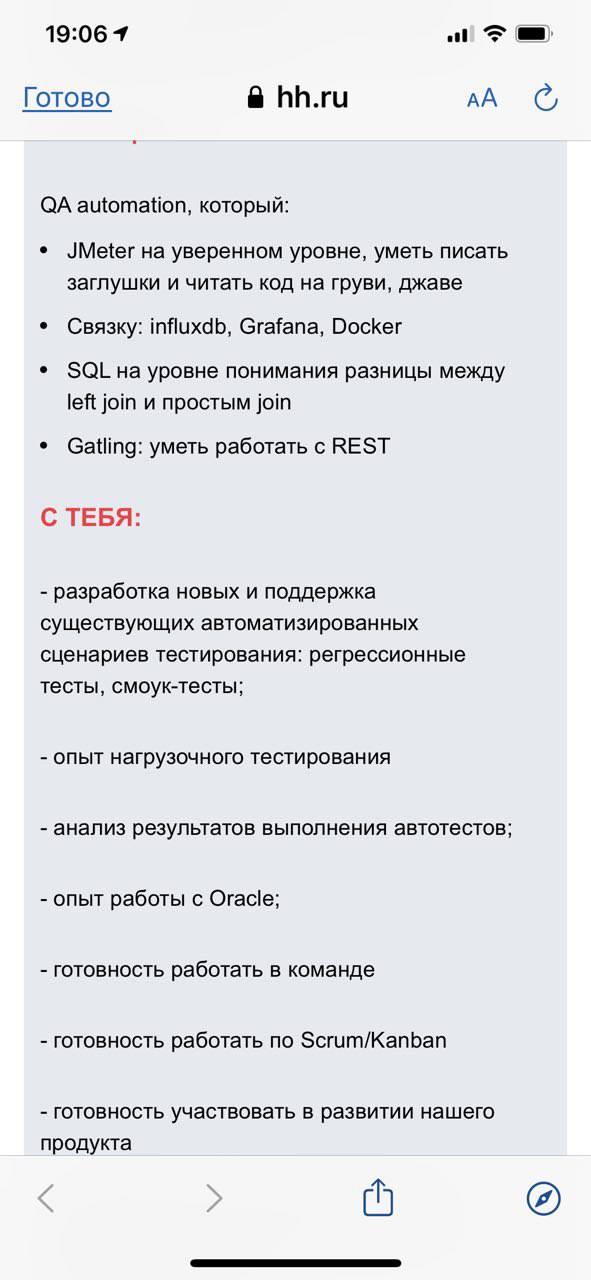 19:06
Готово
hh.ru
AA
QA automation, который:
• JMeter на уверенном уровне, уметь писать
заглушки и читать код на груви, джаве
• Связку: influxdb, Grafana, Docker
• SQL на уровне понимания разницы между
left join и простым join
• Gatling: уметь работать с REST
С ТЕБЯ:
- разработка новых и поддержка
существующих автоматизированных
сценариев тестирования: регрессионные
тесты, смоук-тесты;
- опыт нагрузочного тестирования
- анализ результатов выполнения автотестов;
- опыт работы с Oracle;
- готовность работать в команде
- готовность работать по Scrum/Kanban
- готовность участвовать в развитии нашего
продукта